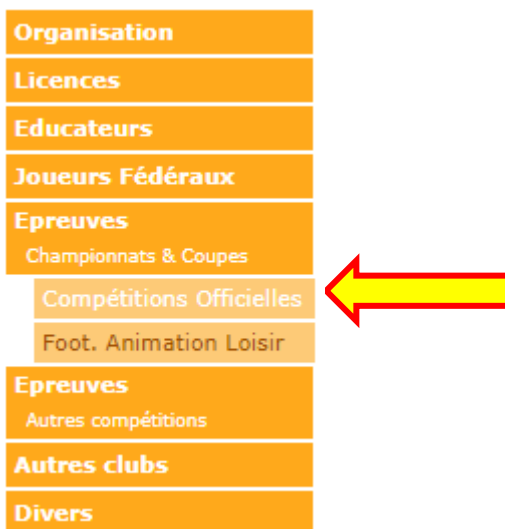 Organisation
Licences
Educateurs
Joueurs Fédéraux
Epreuves
Championnats & Coupes
Compétitions Officielles
Foot. Animation Loisir
Epreuves
Autres compétitions
Autres clubs
Divers